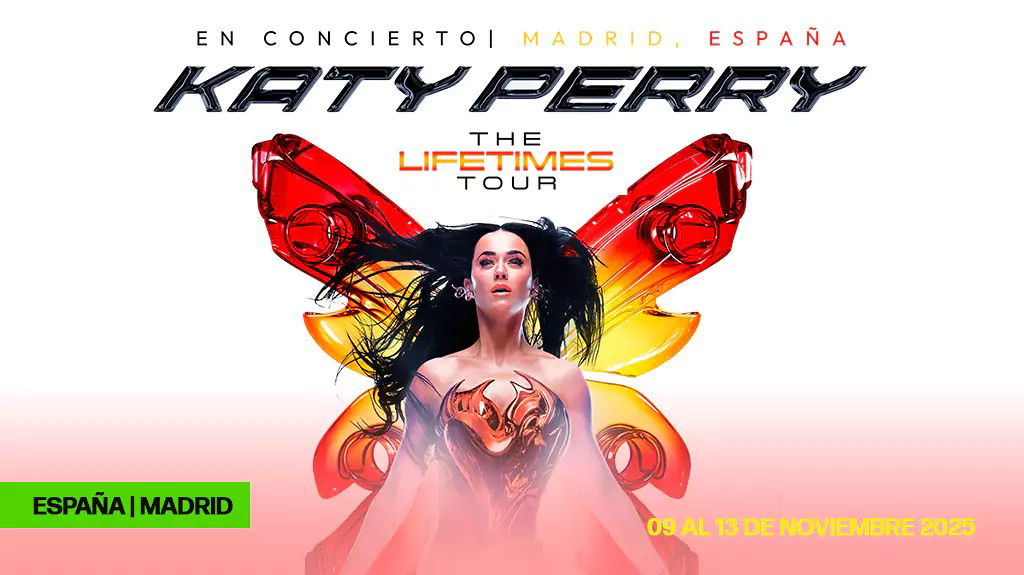 EN CONCIERTO| MADRID, ESPAÑA
KATY PERRY
THE
LIFETIMES
TOUR
ESPAÑA | MADRID
09 AL 13 DE NOVIEMBRE 2025